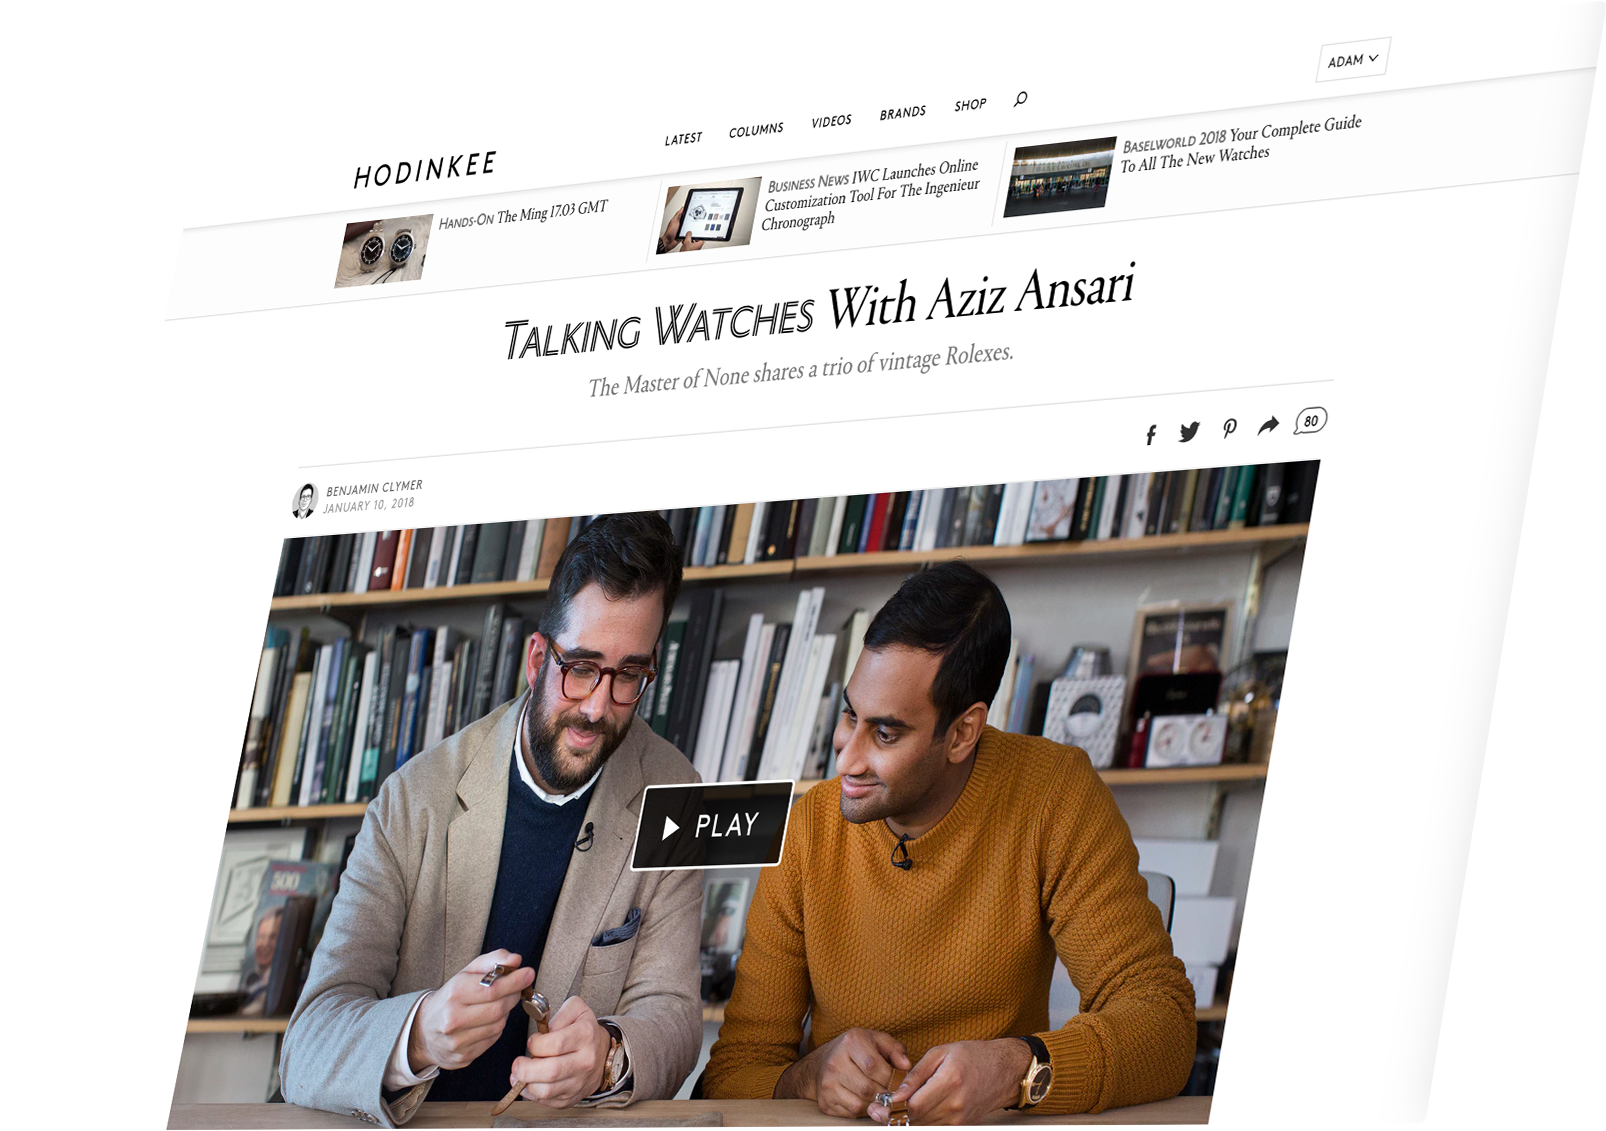 ADAM
HODINKEE
LATEST
COLUMNS
VIDEOS
BRANDS
SHOP
HANDS-ON The Ming 17.03 GMT
BUSINESS NEWS IWC Launches Online
Customization Tool For The Ingenieur
Chronograph
BASELWORLD 2018 Your Complete Guide
To All The New Watches
TALKING WATCHES With Aziz Ansari
The Master of None shares a trio of vintage Rolexes.
80
BENJAMIN CLYMER
JANUARY 10, 2018
500
PLAY